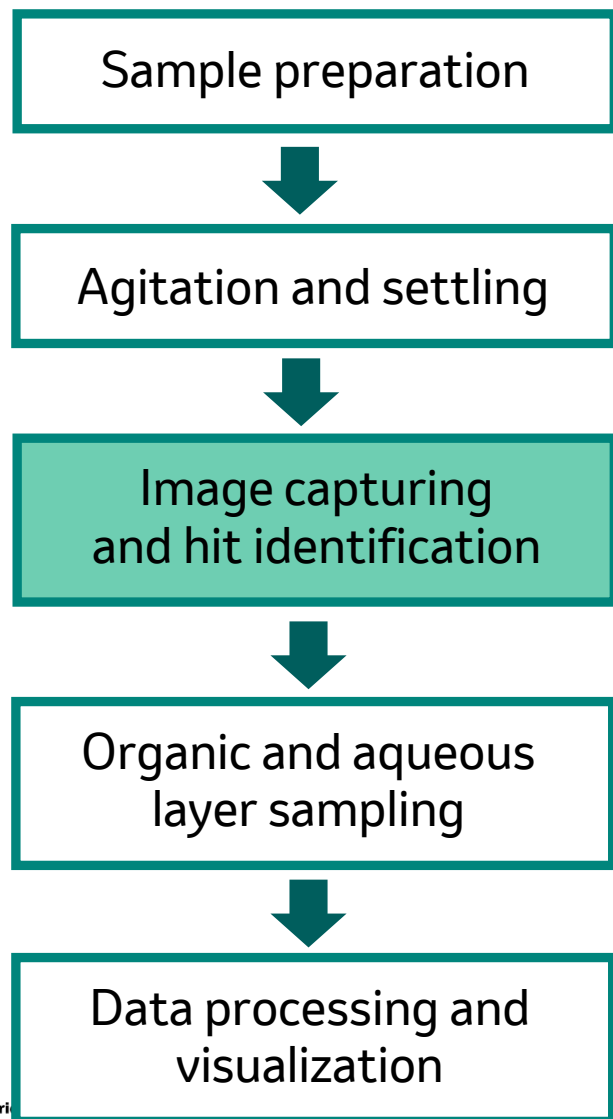 Sample preparation
Agitation and settling
Image capturing
and hit identification
Organic and aqueous
layer sampling
Data processing and
visualization